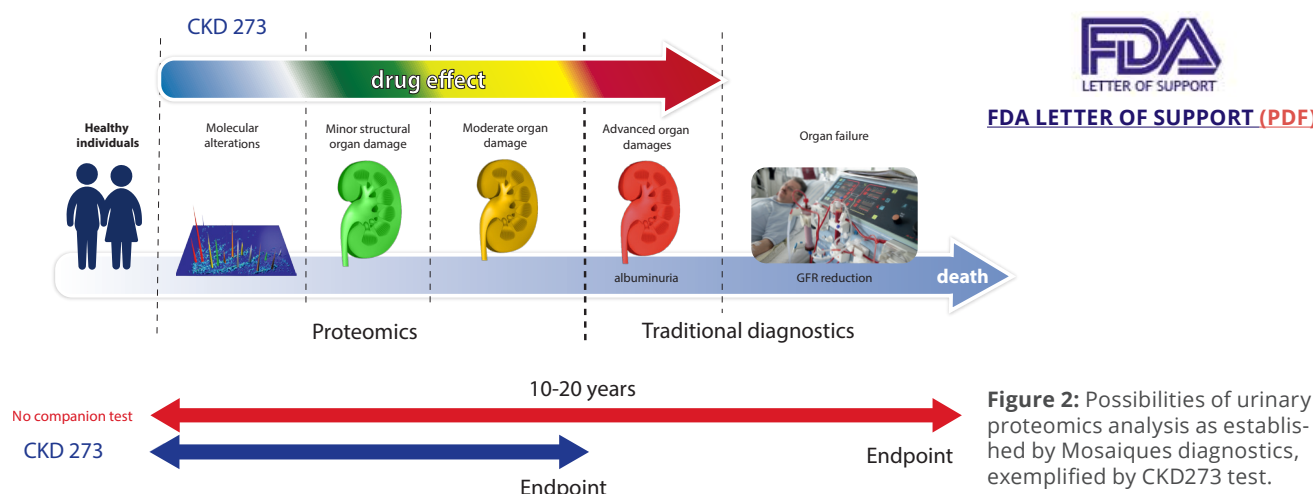 CKD 273
drug effect
FDA
LETTER OF SUPPORT
FDA LETTER OF SUPPORT (PDF)
Healthy
individuals
Molecular
alterations
Minor structural
organ damage
Moderate organ
damage
Advanced organ
damages
Organ failure
albuminuria
GFR reduction
death
Proteomics
Traditional diagnostics
10-20 years
No companion test
CKD 273
Endpoint
Endpoint
Figure 2: Possibilities of urinary
proteomics analysis as establis-
hed by Mosaiques diagnostics,
exemplified by CKD273 test.